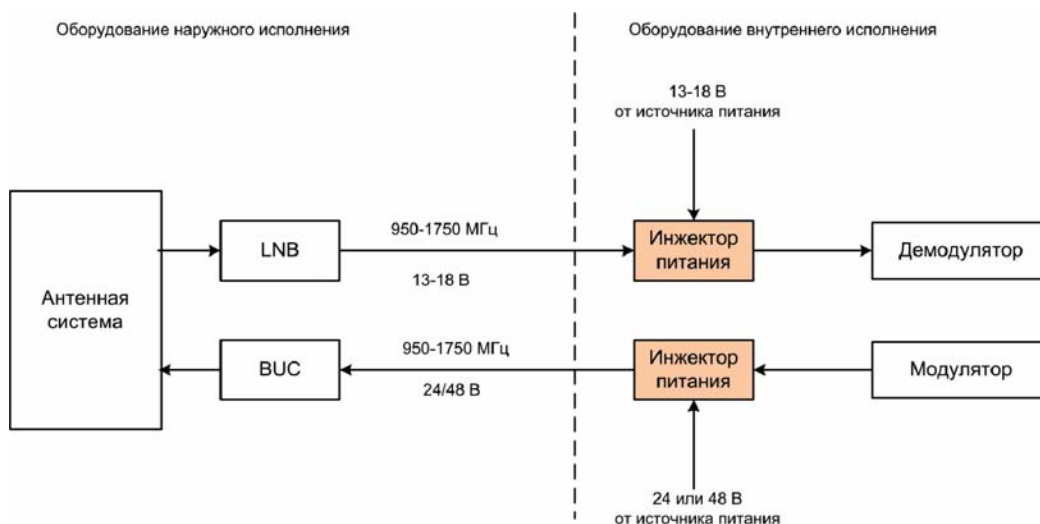 Оборудование наружного исполнения
Оборудование внутреннего исполнения
13-18 В
от источника питания
950-1750 МГц
LNB
Инжектор
питания
Демодулятор
13-18 В
Антенная
система
950-1750 МГц
BUC
Инжектор
питания
Модулятор
24/48 В
24 или 48 В
от источника питания